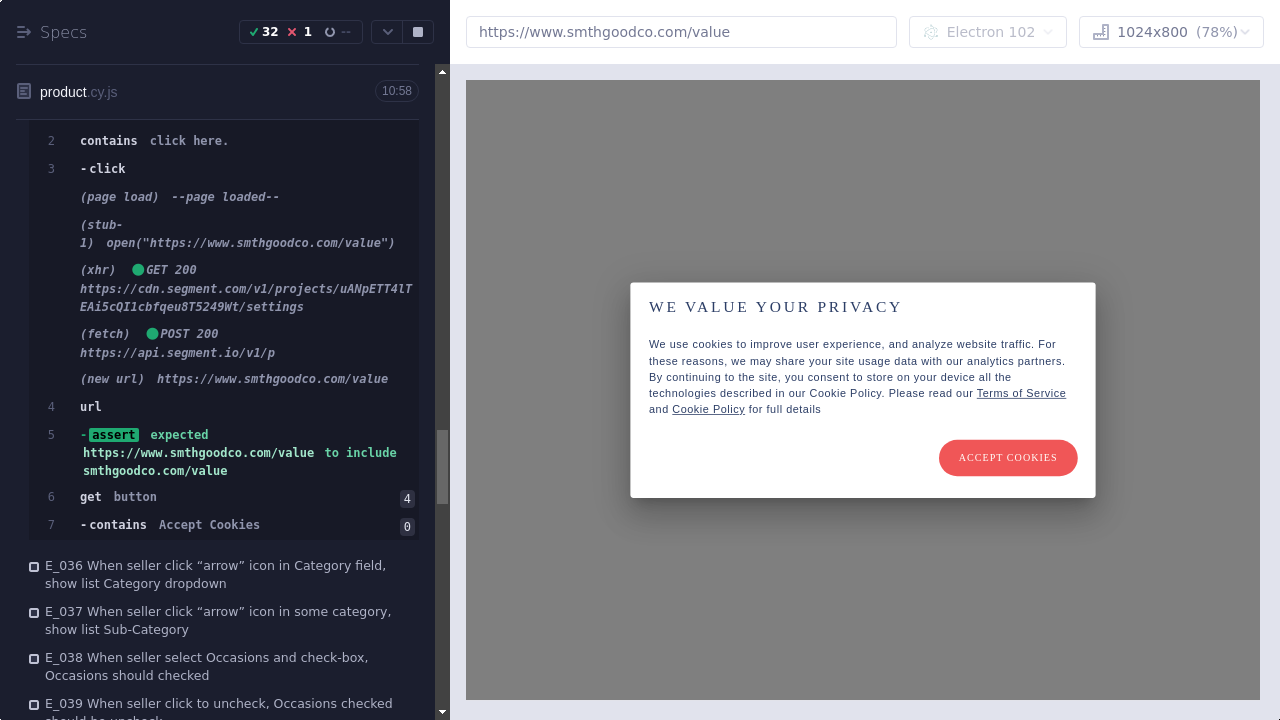 Specs
32
1
--
https://www.smthgoodco.com/value
Electron 102
1024x800 (78%)
product.cy.js
10:58
2 contains click here.
3 -click
(page load) --page loaded--
(stub-
1) open("https://www.smthgoodco.com/value")
(xhr) GET 200
https://cdn.segment.com/v1/projects/uANpETT4lT
EAi5cQI1cbfqeu8T5249Wt/settings
(fetch) POST 200
https://api.segment.io/v1/p
(new url) https://www.smthgoodco.com/value
4 url
5 -assert expected
https://www.smthgoodco.com/value to include
smthgoodco.com/value
6 get button 4
7 -contains Accept Cookies 0
E_036 When seller click “arrow” icon in Category field,
show list Category dropdown
E_037 When seller click “arrow” icon in some category,
show list Sub-Category
E_038 When seller select Occasions and check-box,
Occasions should checked
E_039 When seller click to uncheck, Occasions checked
should be uncheck
WE VALUE YOUR PRIVACY
We use cookies to improve user experience, and analyze website traffic. For
these reasons, we may share your site usage data with our analytics partners.
By continuing to the site, you consent to store on your device all the
technologies described in our Cookie Policy. Please read our Terms of Service
and Cookie Policy for full details
ACCEPT COOKIES